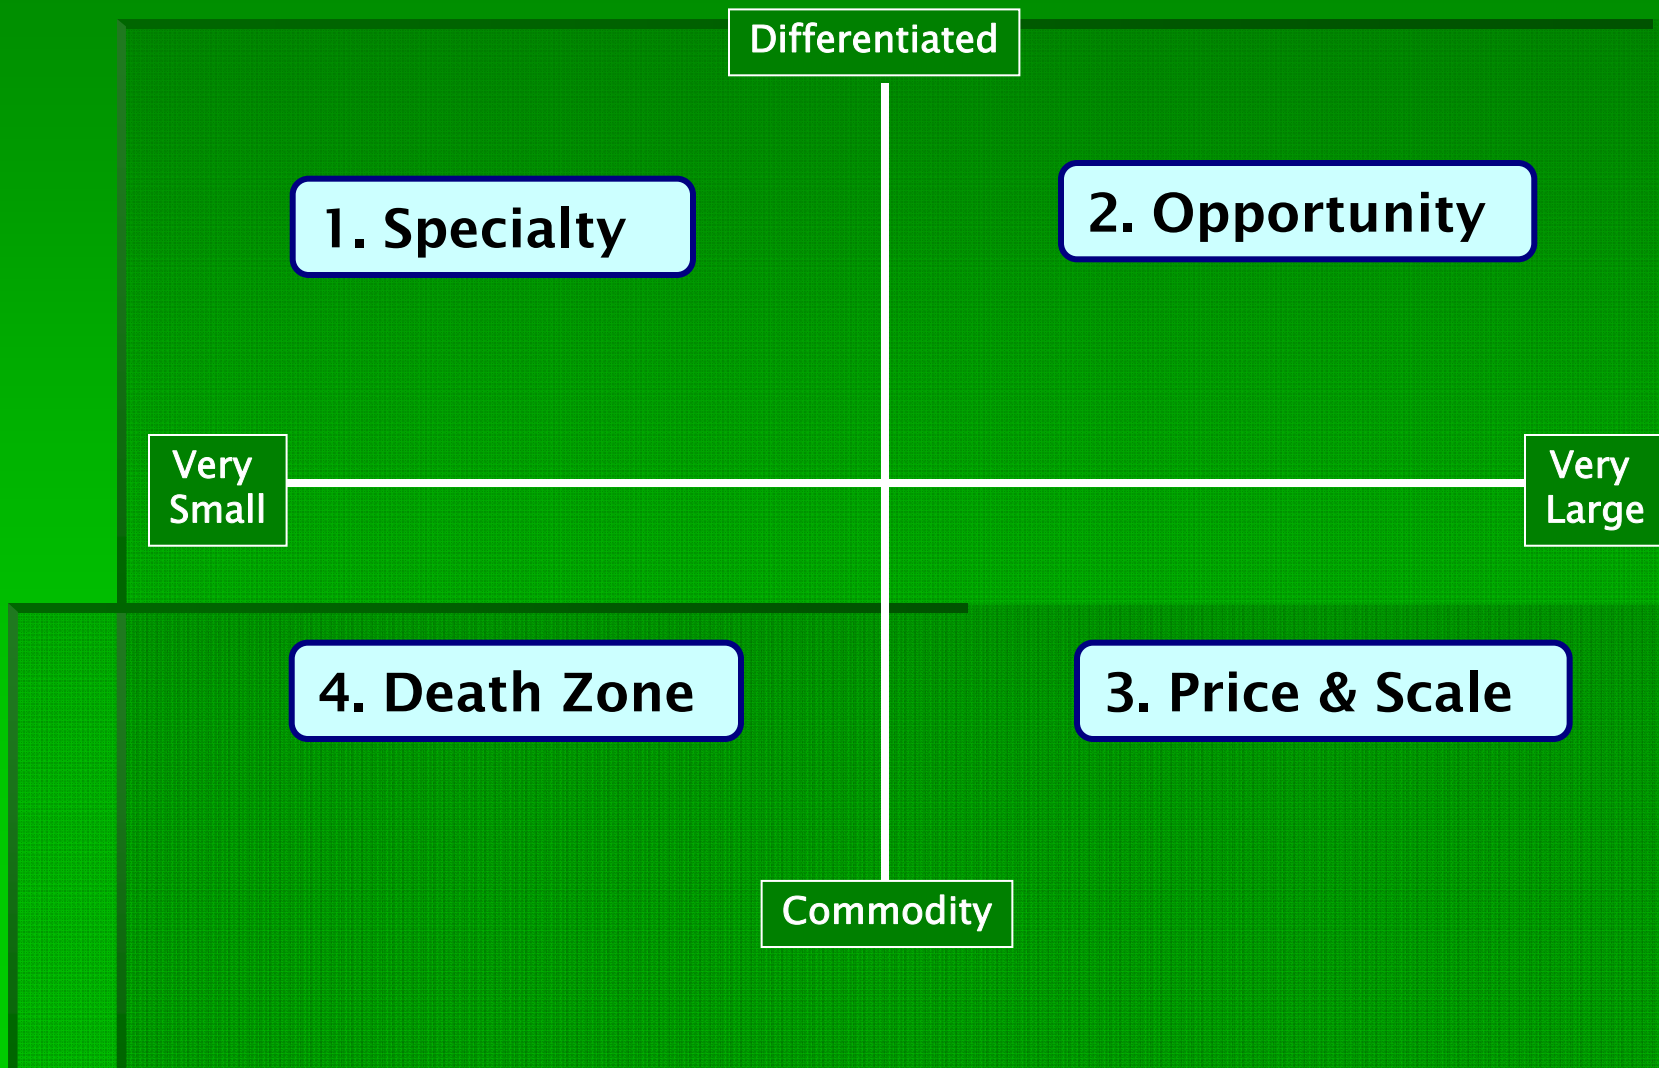 Differentiated
1. Specialty
2. Opportunity
Very
Small
Very
Large
4. Death Zone
3. Price & Scale
Commodity